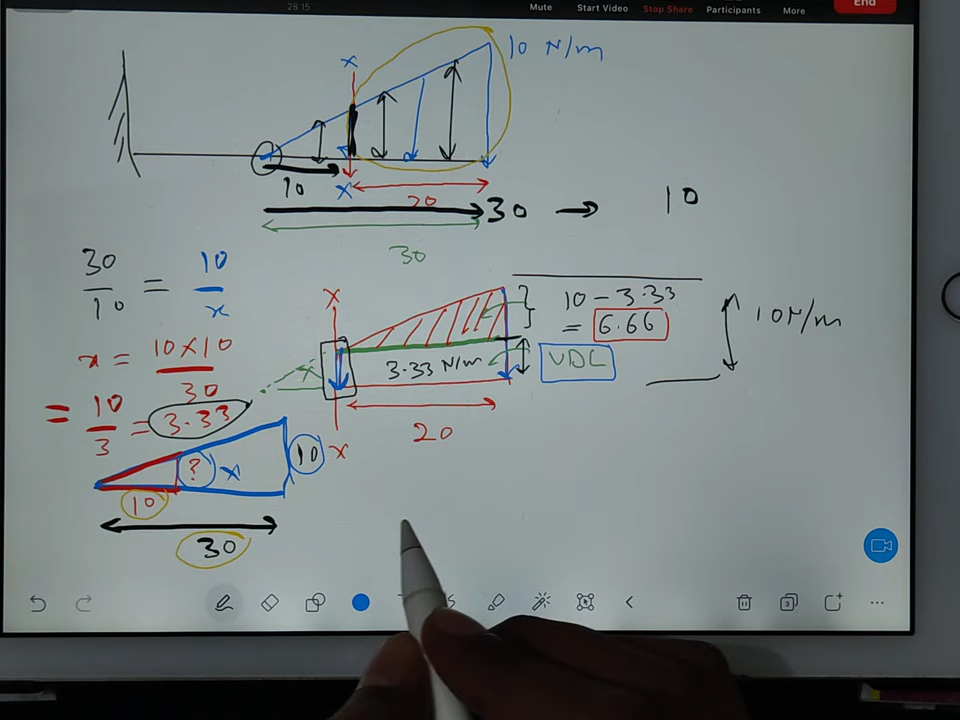 28.15
Mute Start Video Stop Share Participants More End
x
10 N/m
10
x
20
30 → 10
30
30/10 = 10/x
x = 10×10/30
= 10/3 = 3.33
x
10 - 3.33
= 6.66
10 N/m
x
3.33 N/m
UDL
20
x
? x
10
10
30